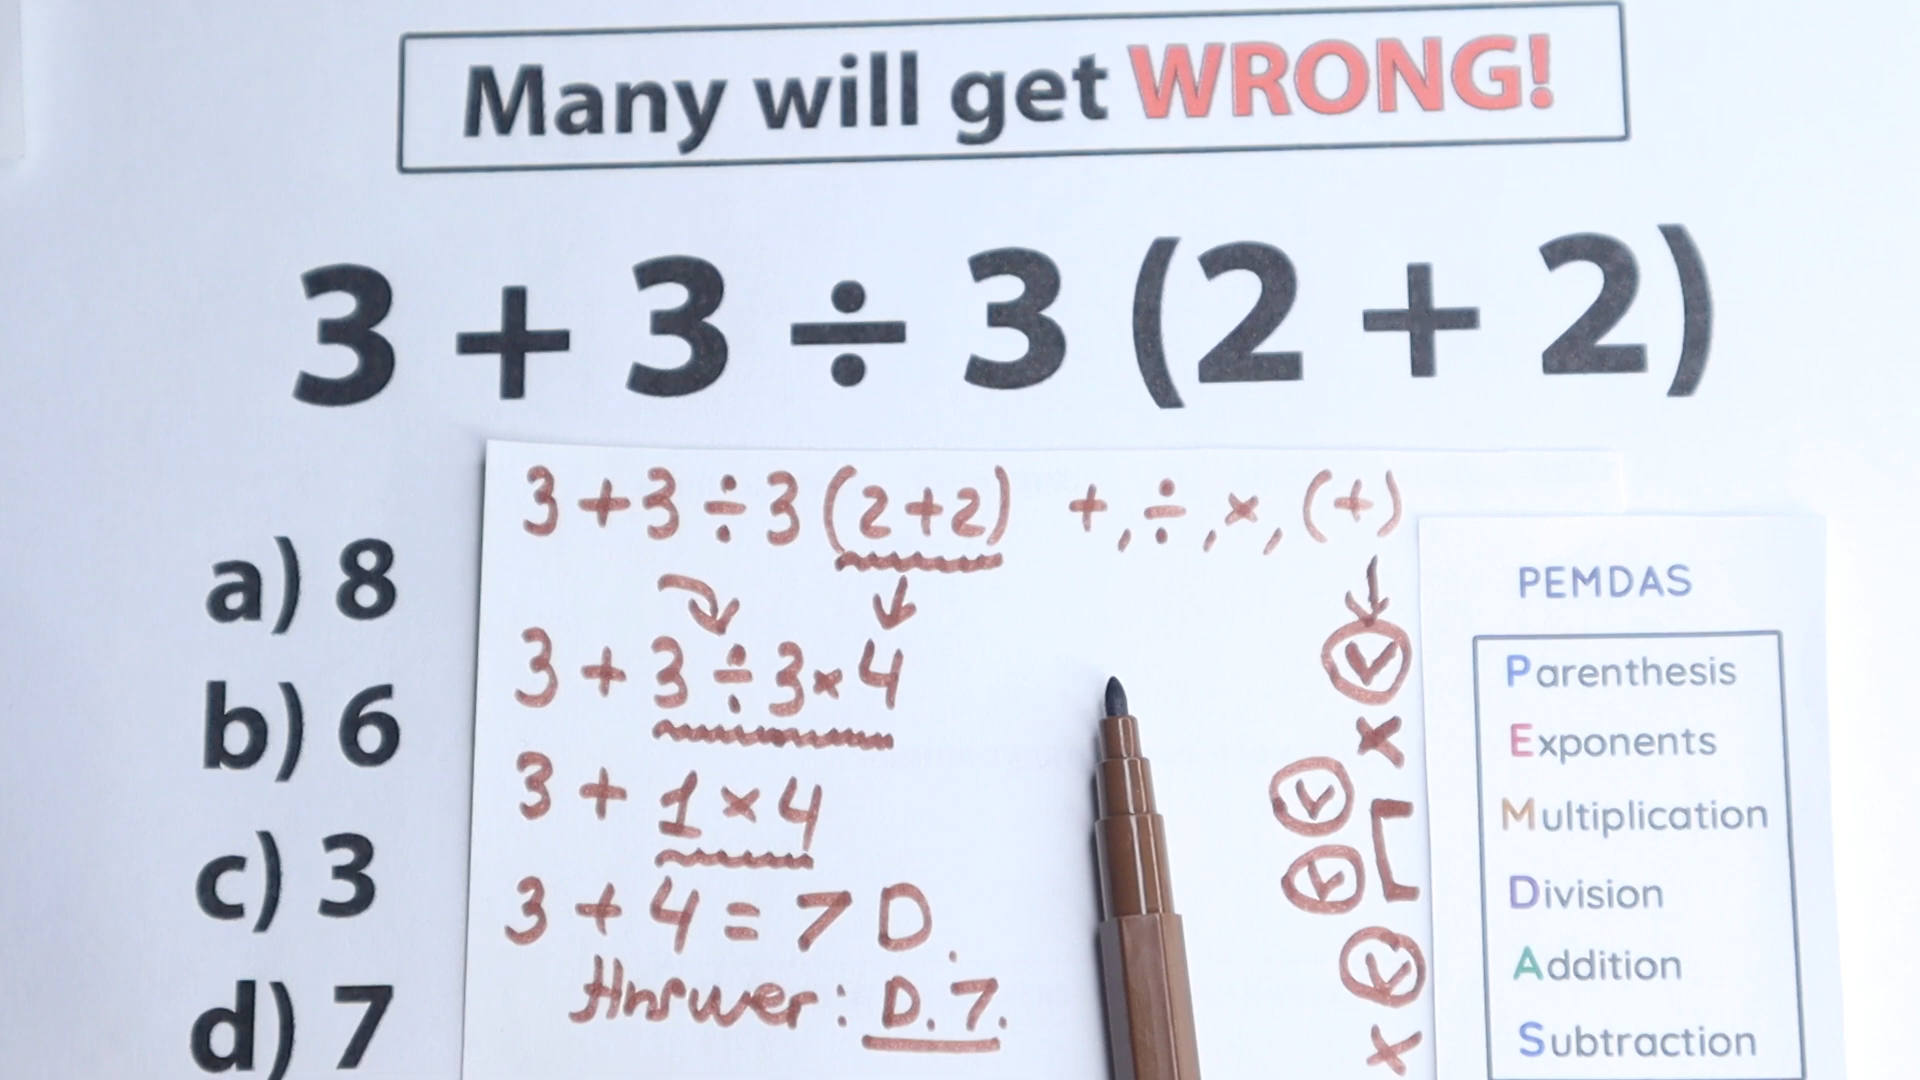 Many will get WRONG!
3 + 3 ÷ 3 (2 + 2)
a) 8
b) 6
c) 3
d) 7
3 + 3 ÷ 3 (2+2) +, ÷, ×, (+)
3 + 3 ÷ 3 × 4
3 + 1 × 4
3 + 4 = 7 D.
Answer: D. 7.
PEMDAS
Parenthesis
Exponents
Multiplication
Division
Addition
Subtraction